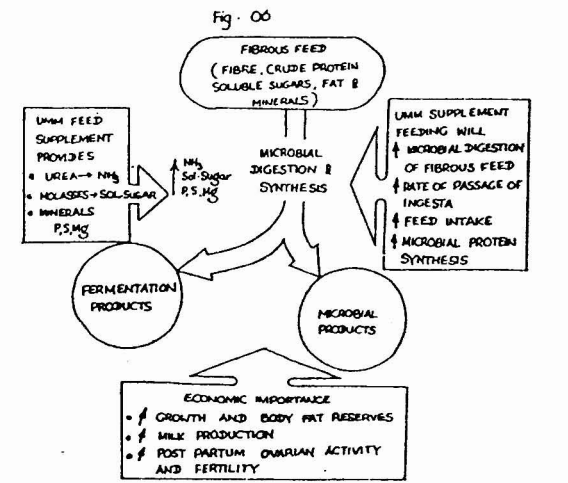 Fig. 06
FIBROUS FEED
( FIBRE, CRUDE PROTEIN
SOLUBLE SUGARS, FAT &
MINERALS )
UMM FEED
SUPPLEMENT
PROVIDES
• UREA → NH3
• MOLASSES → SOL-SUGAR
• MINERALS
P,S,Mg
↑ NH3
Sol-Sugar
P, S, Mg
MICROBIAL
DIGESTION &
SYNTHESIS
UMM SUPPLEMENT
FEEDING WILL
↑ MICROBIAL DIGESTION
OF FIBROUS FEED
↑ RATE OF PASSAGE OF
INGESTA
↑ FEED INTAKE
↑ MICROBIAL PROTEIN
SYNTHESIS
FERMENTATION
PRODUCTS
MICROBIAL
PRODUCTS
ECONOMIC IMPORTANCE
• ↑ GROWTH AND BODY FAT RESERVES
• ↑ MILK PRODUCTION
• ↑ POST PARTUM OVARIAN ACTIVITY
AND FERTILITY